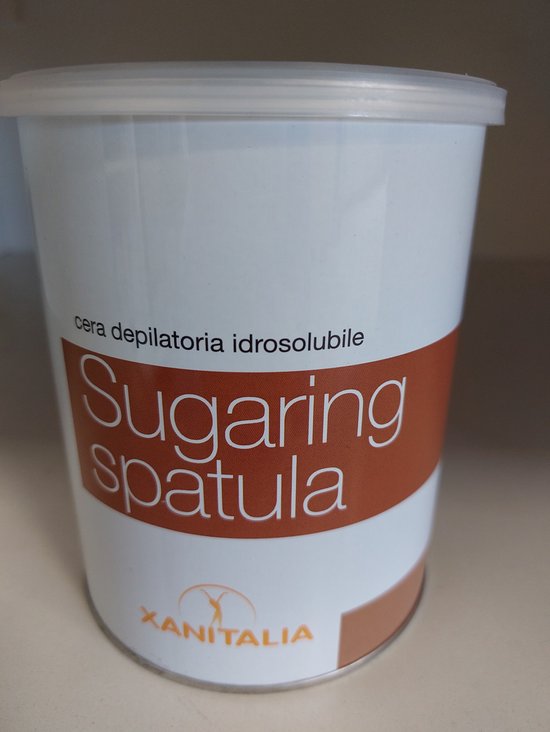 cera depilatoria idrosolubile
Sugaring
spatula
XANITALIA